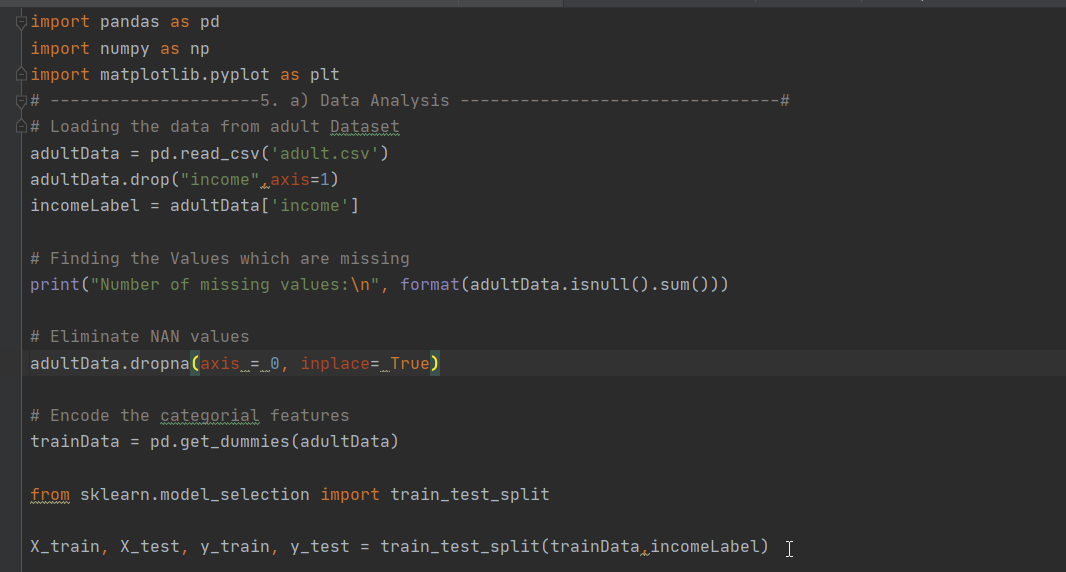 import pandas as pd
import numpy as np
import matplotlib.pyplot as plt
# ---------------------5. a) Data Analysis --------------------------------#
# Loading the data from adult Dataset
adultData = pd.read_csv('adult.csv')
adultData.drop("income",axis=1)
incomeLabel = adultData['income']
# Finding the Values which are missing
print("Number of missing values:\n", format(adultData.isnull().sum()))
# Eliminate NAN values
adultData.dropna(axis = 0, inplace= True)
# Encode the categorial features
trainData = pd.get_dummies(adultData)
from sklearn.model_selection import train_test_split
X_train, X_test, y_train, y_test = train_test_split(trainData,incomeLabel)